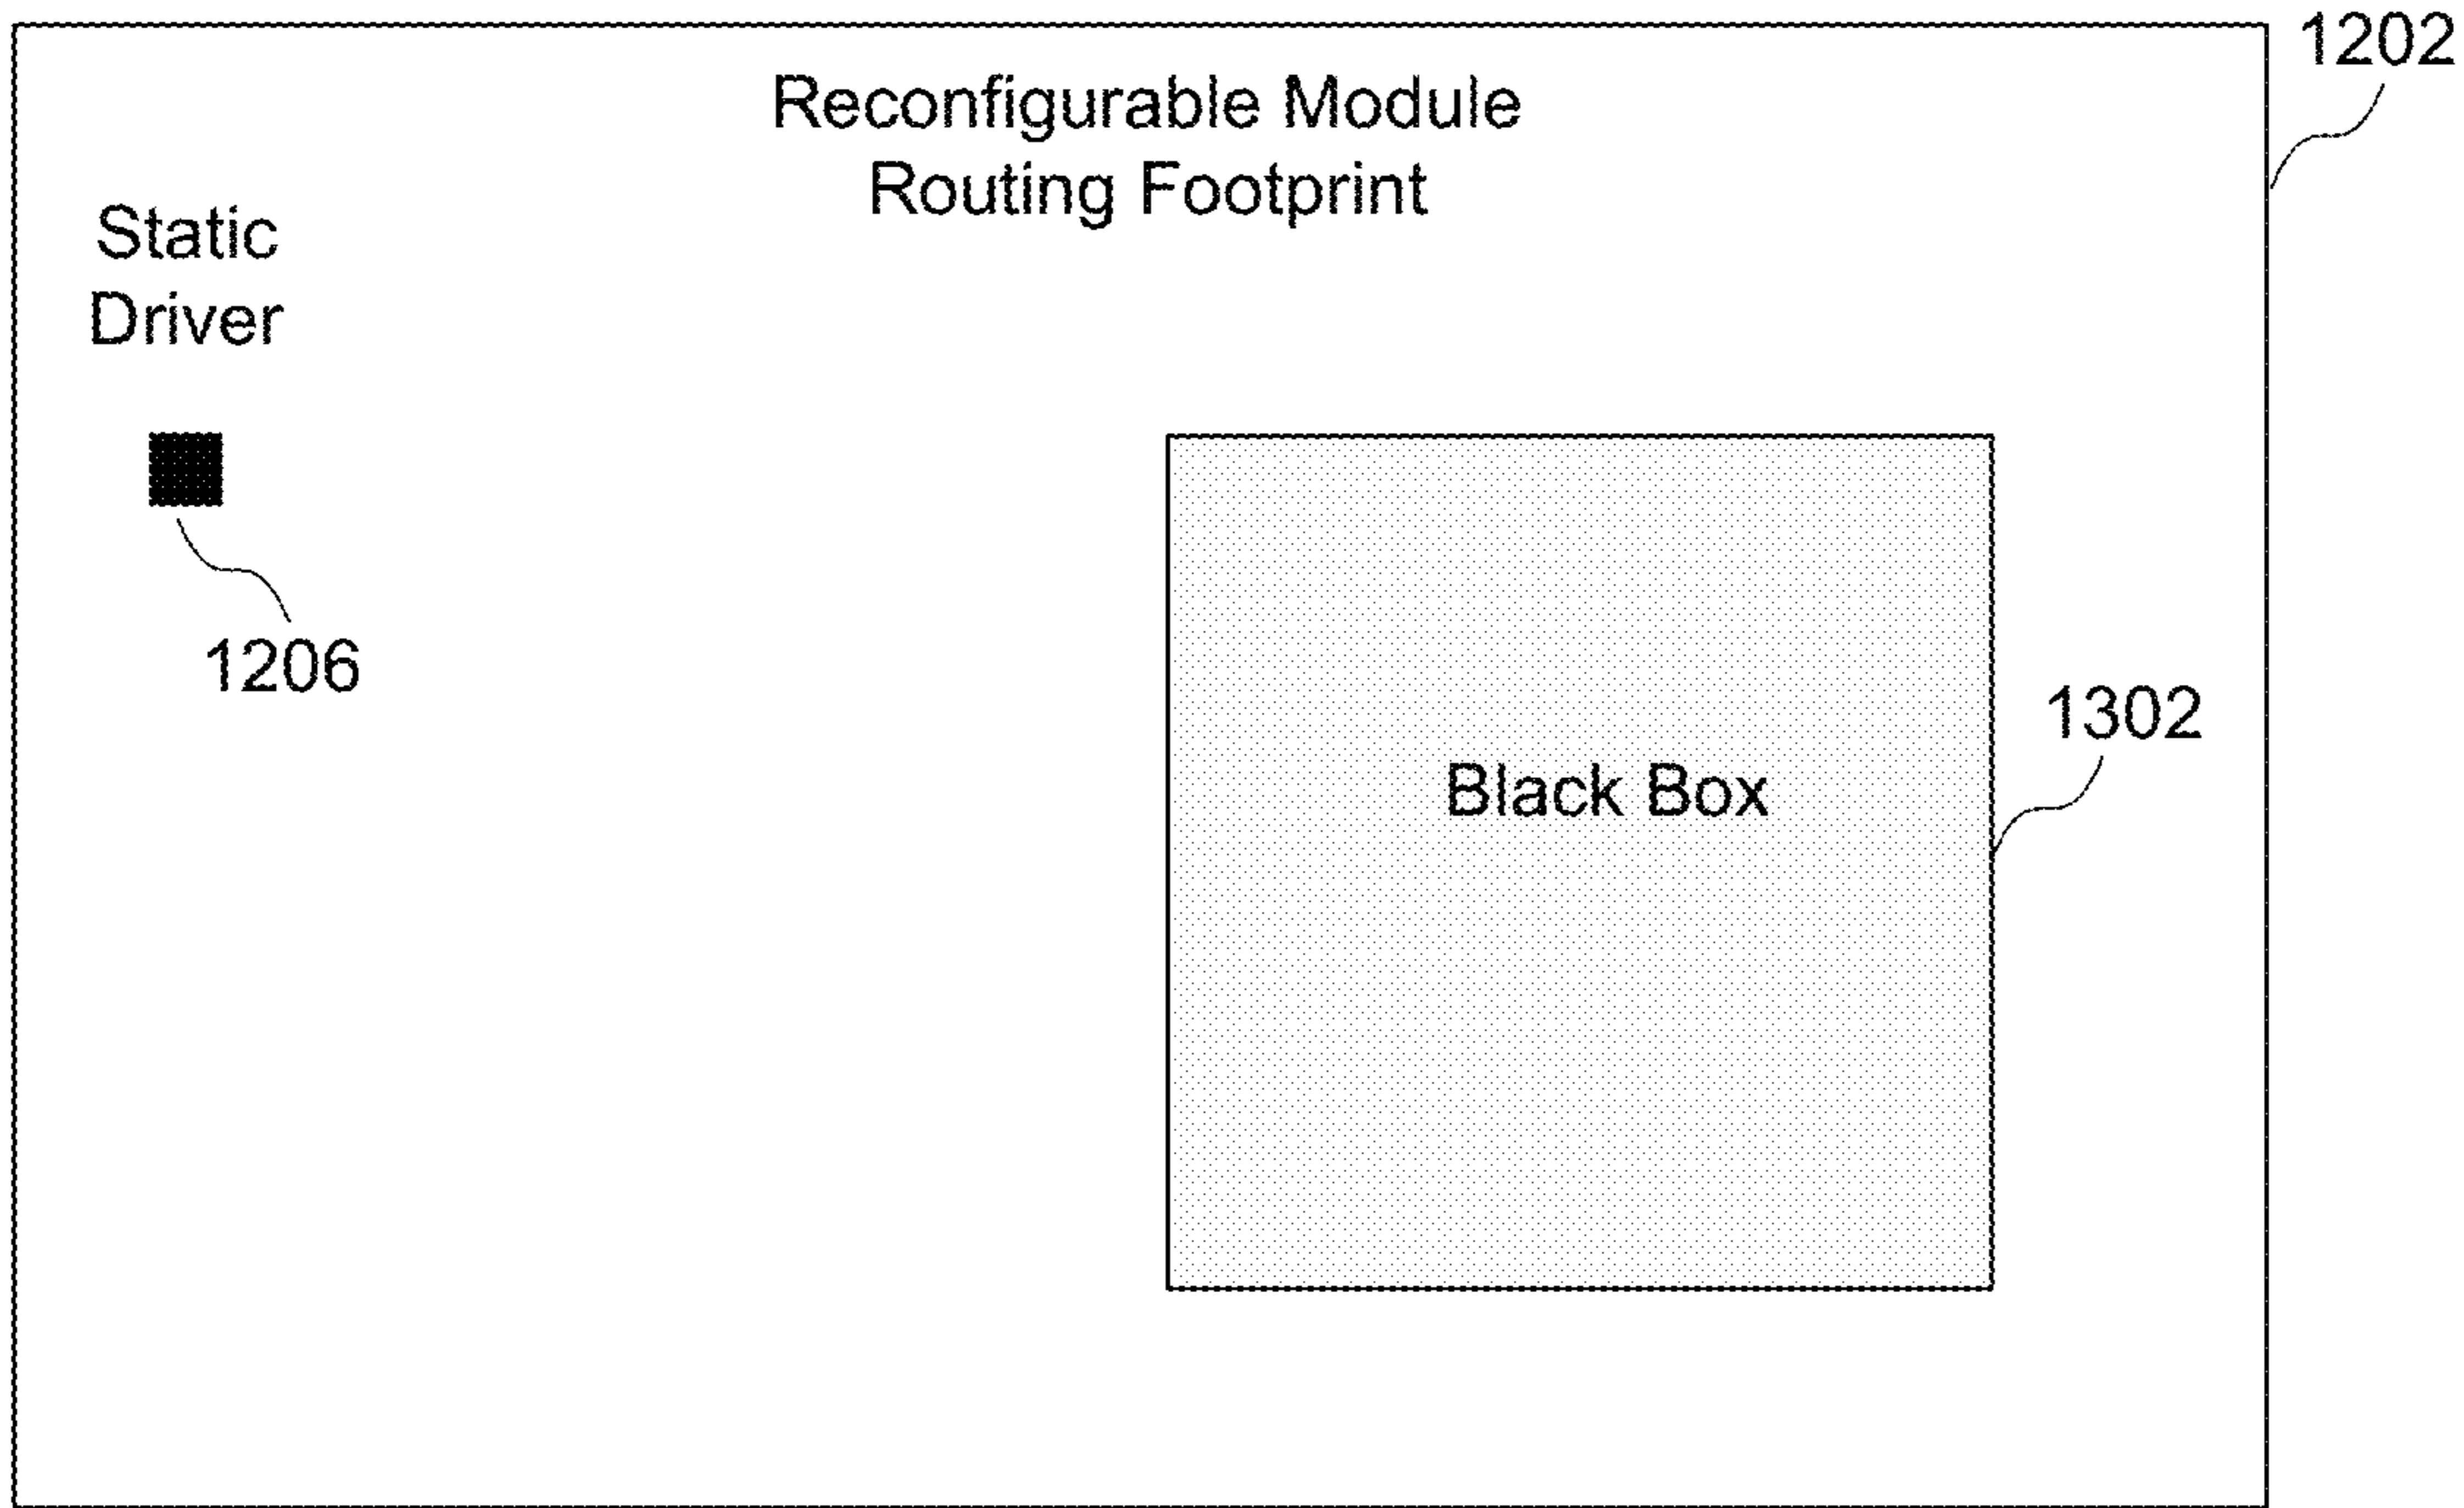 1202
Reconfigurable Module
Routing Footprint
Static
Driver
1206
1302
Black Box